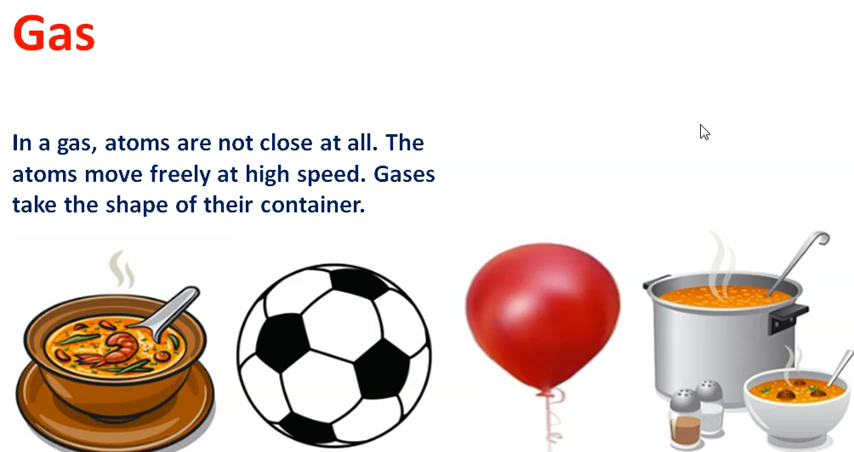 Gas
In a gas, atoms are not close at all. The
atoms move freely at high speed. Gases
take the shape of their container.